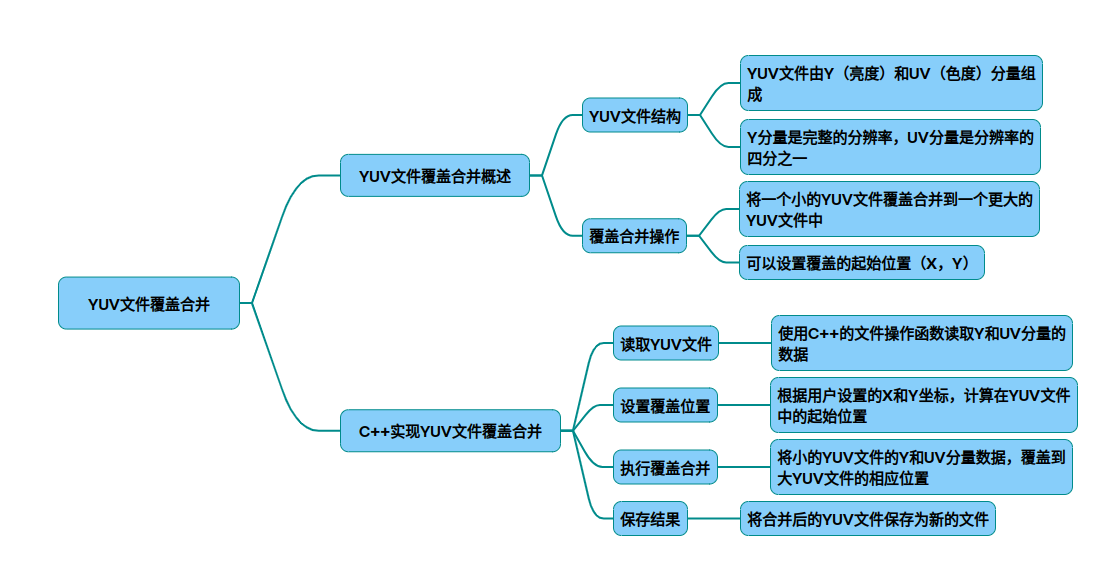 YUV文件覆盖合并
YUV文件覆盖合并概述
YUV文件结构
YUV文件由Y（亮度）和UV（色度）分量组
成
Y分量是完整的分辨率，UV分量是分辨率的
四分之一
覆盖合并操作
将一个小的YUV文件覆盖合并到一个更大的
YUV文件中
可以设置覆盖的起始位置（X，Y）
C++实现YUV文件覆盖合并
读取YUV文件
使用C++的文件操作函数读取Y和UV分量的
数据
设置覆盖位置
根据用户设置的X和Y坐标，计算在YUV文件
中的起始位置
执行覆盖合并
将小的YUV文件的Y和UV分量数据，覆盖到
大YUV文件的相应位置
保存结果
将合并后的YUV文件保存为新的文件